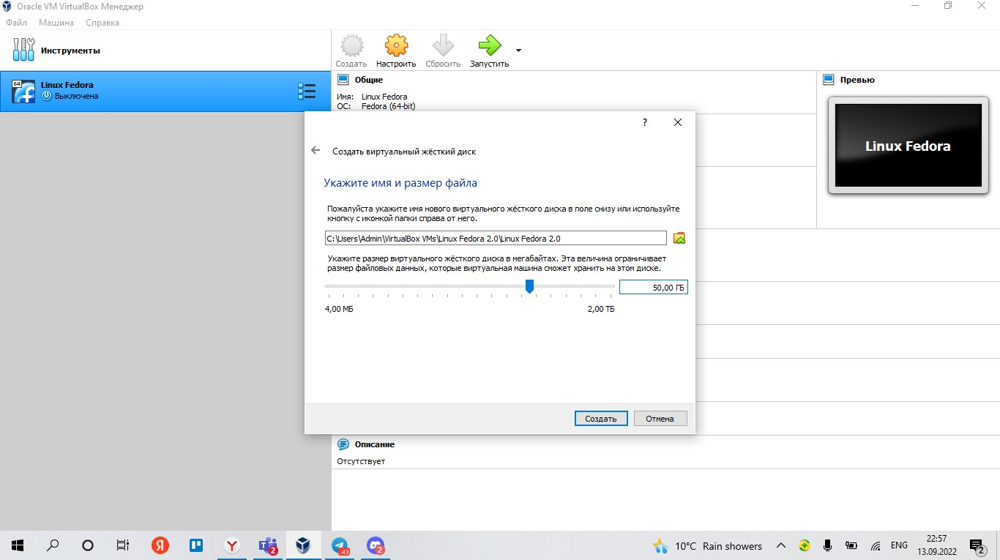 Oracle VM VirtualBox Менеджер
Файл Машина Справка
Инструменты
Создать Настроить Сбросить Запустить
64
Linux Fedora
Выключена
Общие
Имя: Linux Fedora
ОС: Fedora (64-bit)
Превью
Linux Fedora
?
Создать виртуальный жёсткий диск
Укажите имя и размер файла
Пожалуйста укажите имя нового виртуального жёсткого диска в поле снизу или используйте
кнопку с иконкой папки справа от него.
C:\Users\Admin\VirtualBox VMs\Linux Fedora 2.0\Linux Fedora 2.0
Укажите размер виртуального жёсткого диска в мегабайтах. Эта величина ограничивает
размер файловых данных, которые виртуальная машина сможет хранить на этом диске.
50,00 ГБ
4,00 МБ 2,00 ТБ
Создать Отмена
Описание
Отсутствует
Я Y 2 43 2 10°C Rain showers ENG 22:57
13.09.2022 2